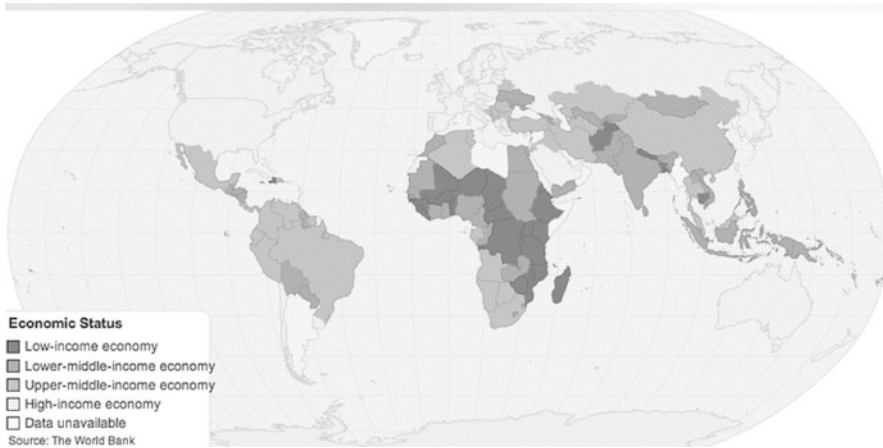 Economic Status
Low-income economy
Lower-middle-income economy
Upper-middle-income economy
High-income economy
Data unavailable
Source: The World Bank